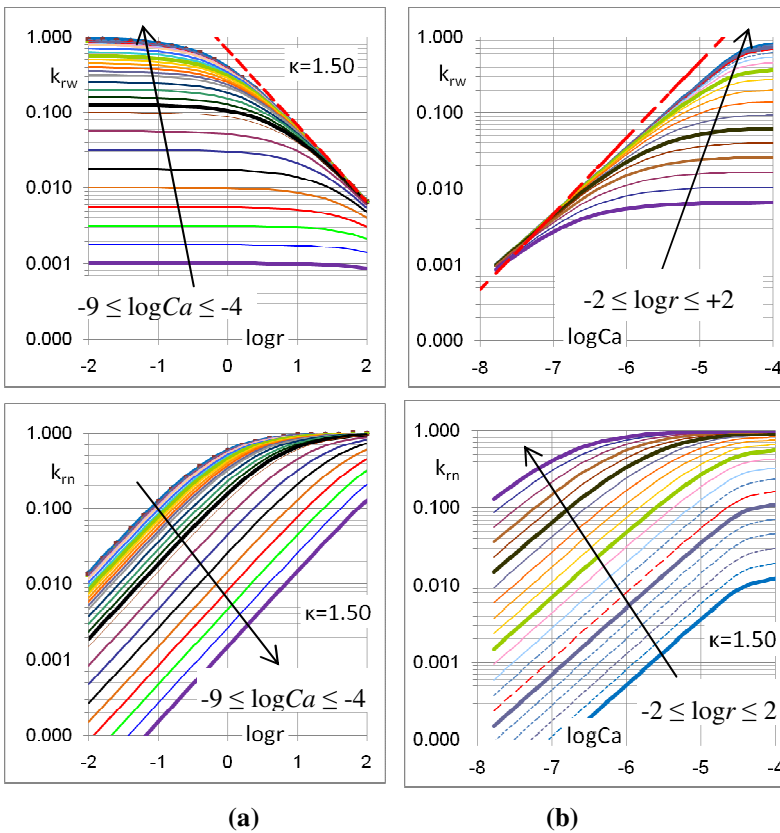 1.000
k_rw
κ=1.50
0.100
0.010
0.001
-9 ≤ logCa ≤ -4
0.000
logr
-2 -1 0 1 2
1.000
k_rw
0.100
0.010
0.001
-2 ≤ logr ≤ +2
0.000
logCa
-8 -7 -6 -5 -4
1.000
k_rn
0.100
0.010
κ=1.50
0.001
-9 ≤ logCa ≤ -4
0.000
logr
-2 -1 0 1 2
1.000
k_rn
0.100
0.010
κ=1.50
0.001
-2 ≤ logr ≤ 2
0.000
logCa
-8 -7 -6 -5 -4
(a) (b)